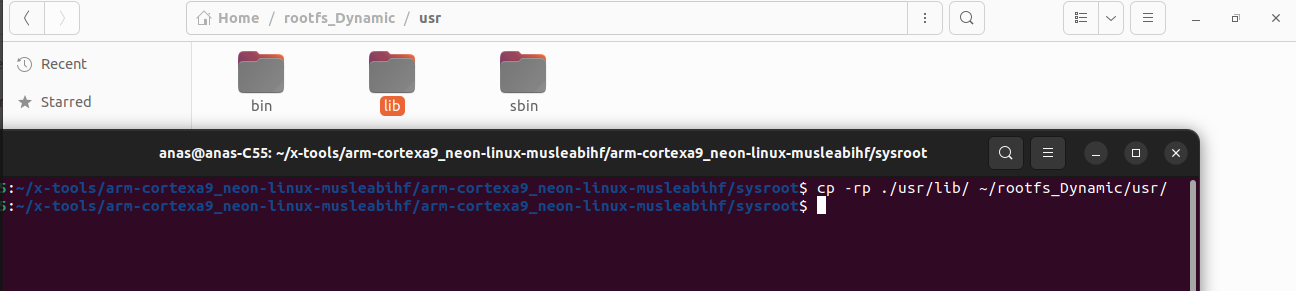 Home / rootfs_Dynamic / usr
Recent
Starred
bin
lib
sbin
anas@anas-C55: ~/x-tools/arm-cortexa9_neon-linux-musleabihf/arm-cortexa9_neon-linux-musleabihf/sysroot
5:~/x-tools/arm-cortexa9_neon-linux-musleabihf/arm-cortexa9_neon-linux-musleabihf/sysroot$ cp -rp ./usr/lib/ ~/rootfs_Dynamic/usr/
5:~/x-tools/arm-cortexa9_neon-linux-musleabihf/arm-cortexa9_neon-linux-musleabihf/sysroot$